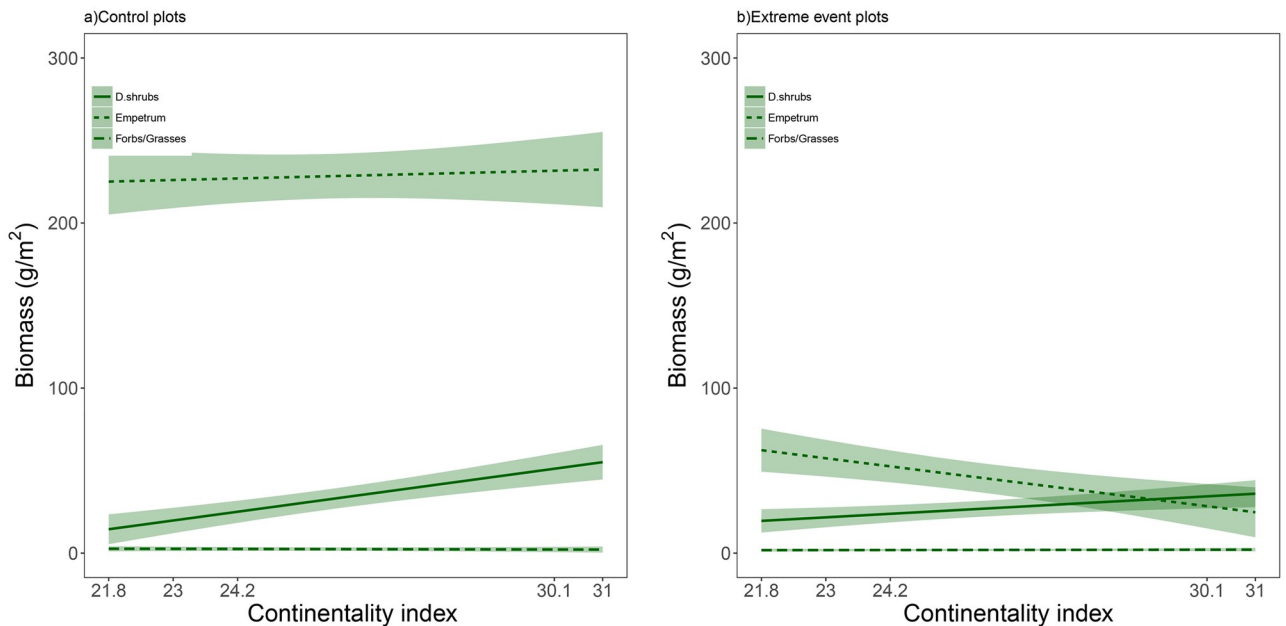 a)Control plots
300
200
100
0
Biomass (g/m²)
D.shrubs
Empetrum
Forbs/Grasses
21.8 23 24.2 30.1 31
Continentality index
b)Extreme event plots
300
200
100
0
Biomass (g/m²)
D.shrubs
Empetrum
Forbs/Grasses
21.8 23 24.2 30.1 31
Continentality index